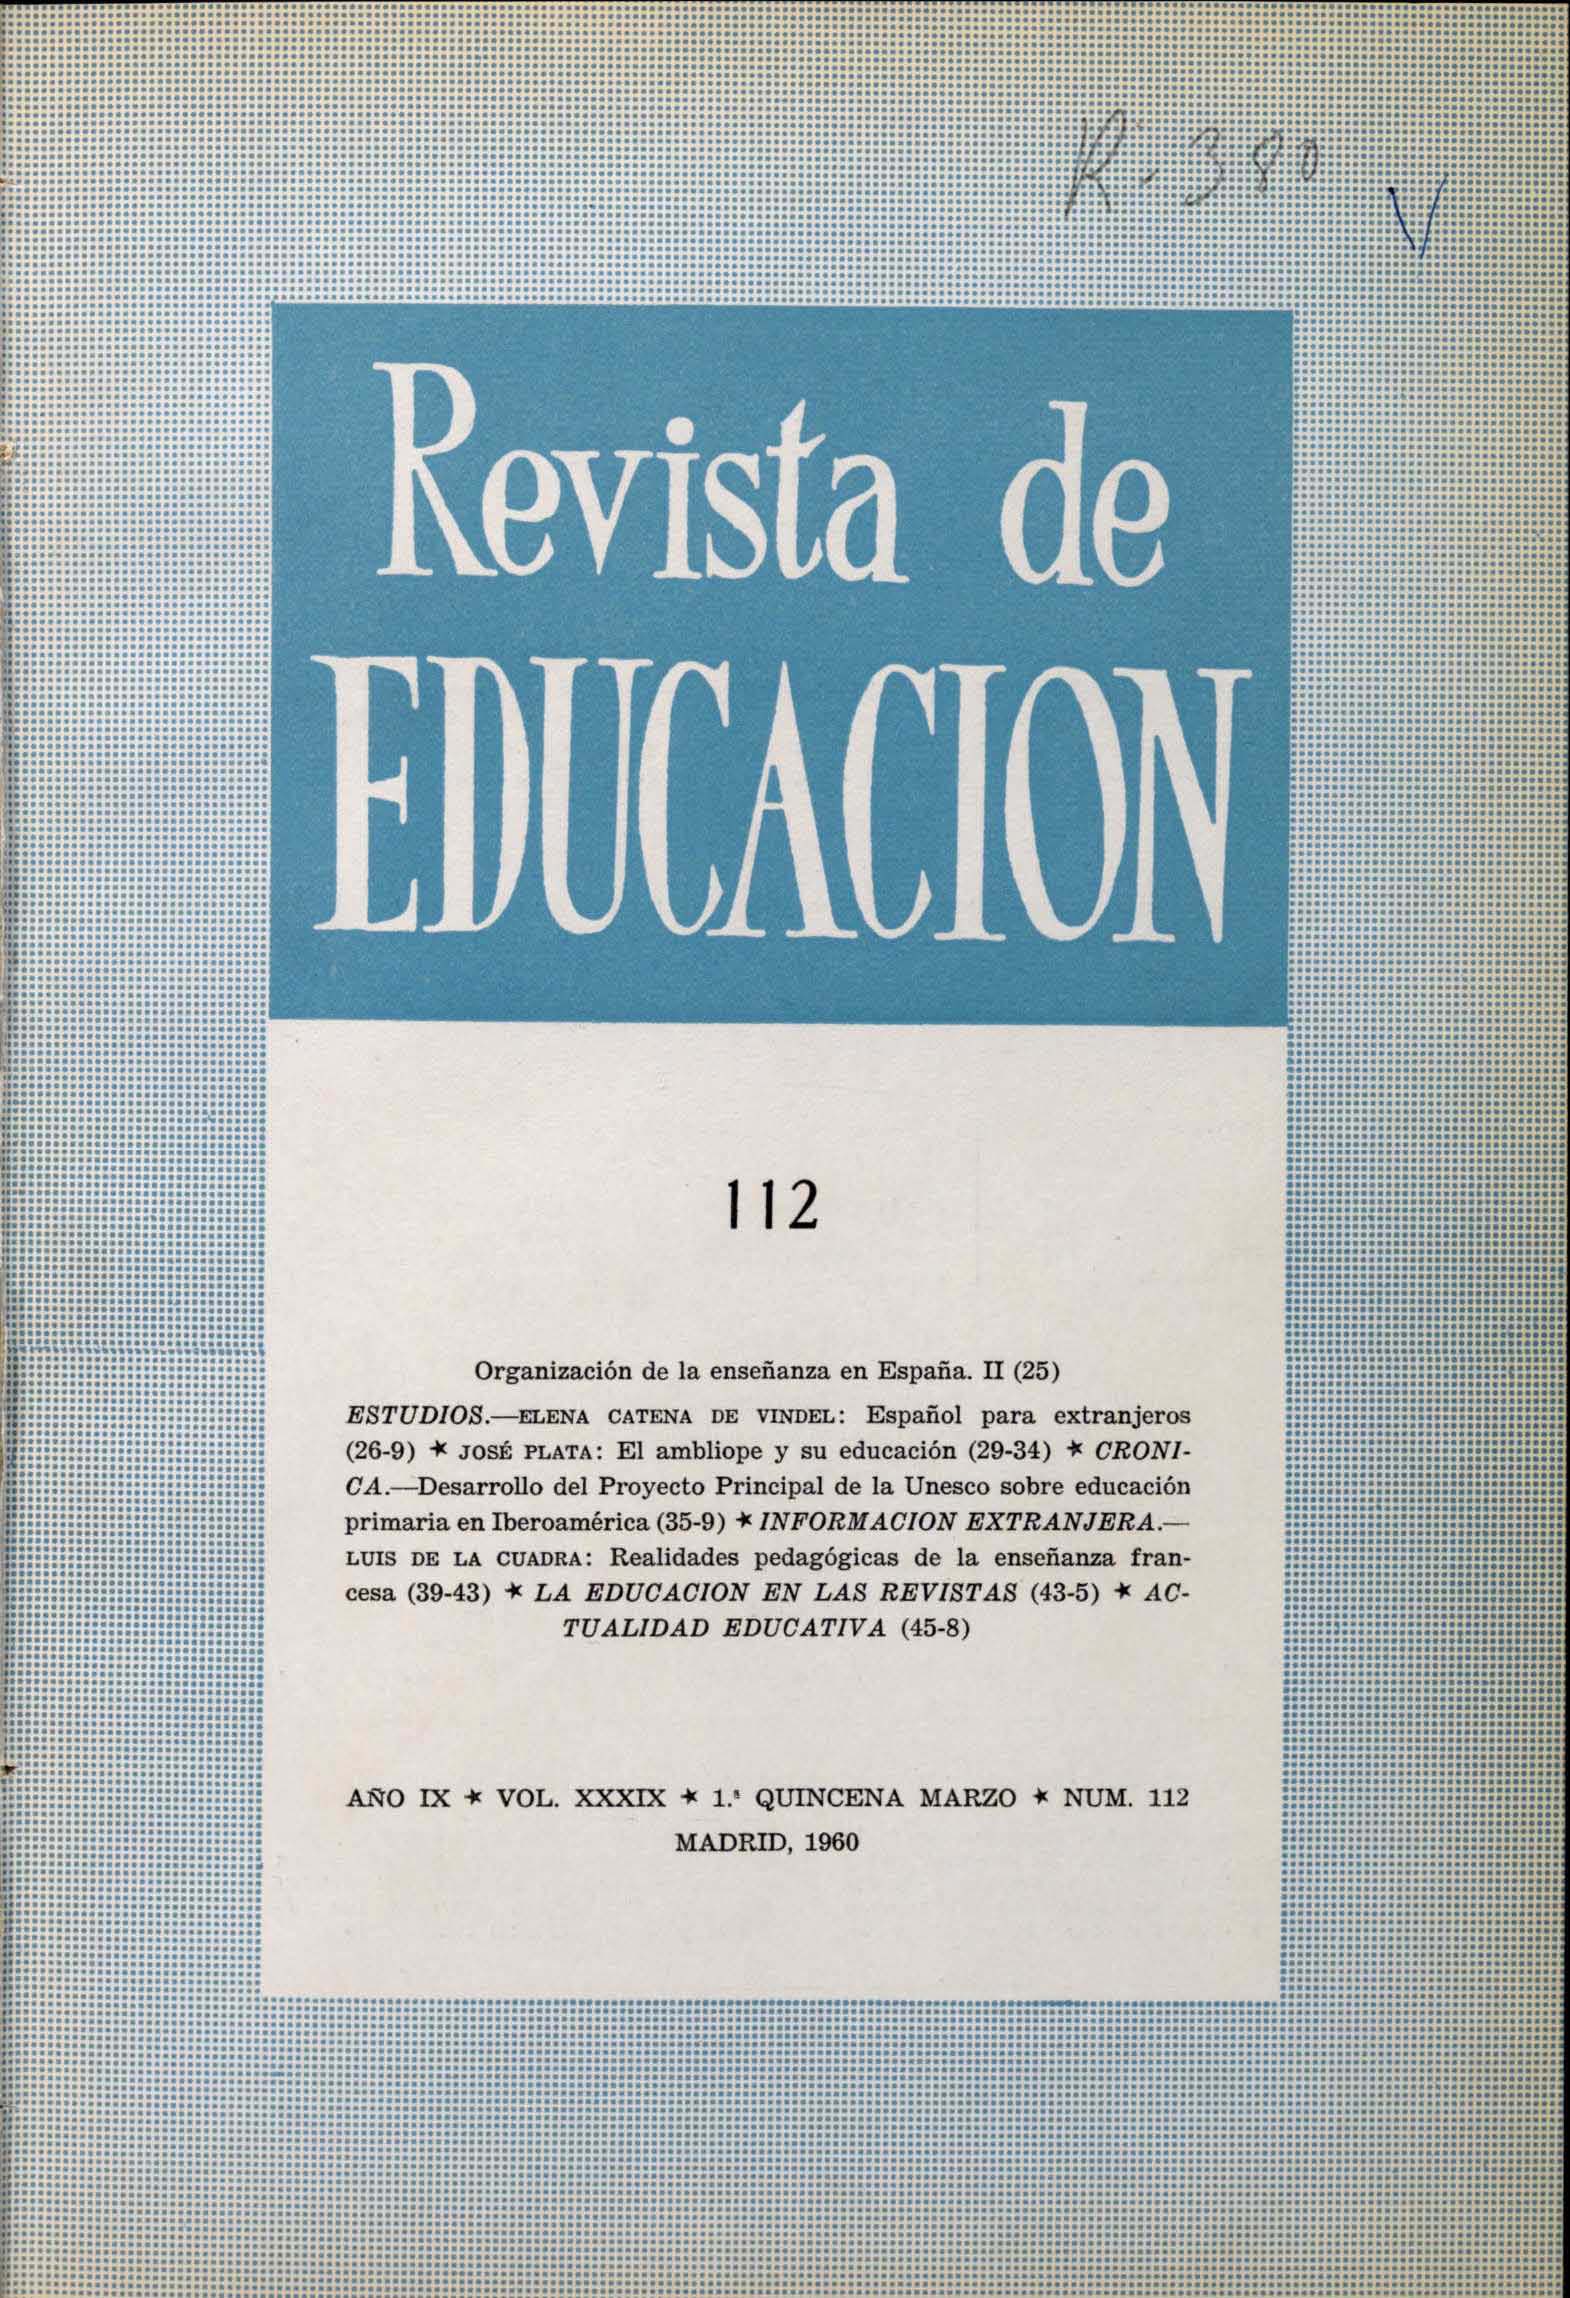 R-380
V
Revista de
EDUCACION
112
Organización de la enseñanza en España. II (25)
ESTUDIOS.—ELENA CATENA DE VINDEL: Español para extranjeros
(26-9) ★ JOSÉ PLATA: El ambliope y su educación (29-34) ★ CRONI-
CA.—Desarrollo del Proyecto Principal de la Unesco sobre educación
primaria en Iberoamérica (35-9) ★ INFORMACION EXTRANJERA.—
LUIS DE LA CUADRA: Realidades pedagógicas de la enseñanza fran-
cesa (39-43) ★ LA EDUCACION EN LAS REVISTAS (43-5) ★ AC-
TUALIDAD EDUCATIVA (45-8)
AÑO IX ★ VOL. XXXIX ★ 1.ª QUINCENA MARZO ★ NUM. 112
MADRID, 1960